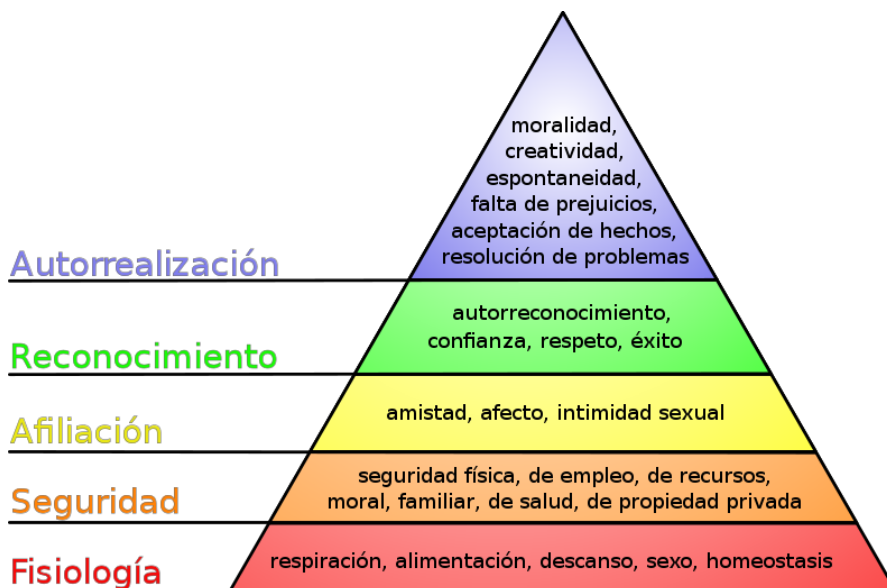 moralidad,
creatividad,
espontaneidad,
falta de prejuicios,
aceptación de hechos,
resolución de problemas
Autorrealización
autorreconocimiento,
confianza, respeto, éxito
Reconocimiento
amistad, afecto, intimidad sexual
Afiliación
seguridad física, de empleo, de recursos,
moral, familiar, de salud, de propiedad privada
Seguridad
respiración, alimentación, descanso, sexo, homeostasis
Fisiología